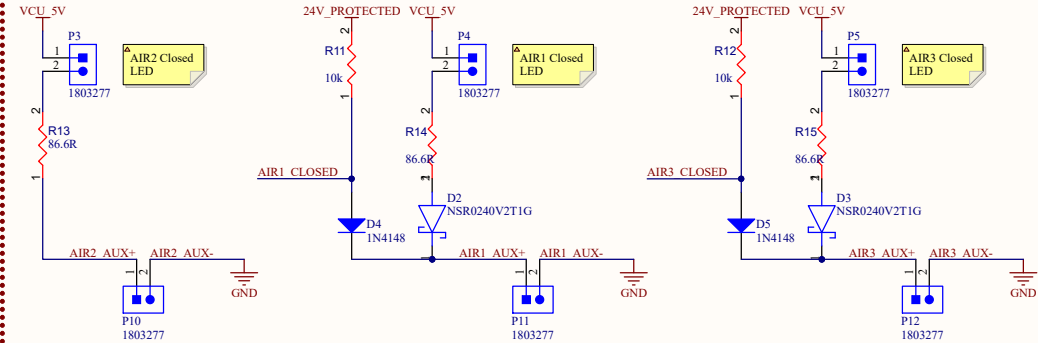 VCU_5V
P3
1
2
1803277
AIR2 Closed
LED
2
R13
86.6R
1
AIR2_AUX+
AIR2_AUX-
1
2
GND
P10
1803277
24V_PROTECTED
VCU_5V
2
R11
10k
1
P4
1
2
1803277
AIR1 Closed
LED
2
R14
86.6R
AIR1_CLOSED
D2
NSR0240V2T1G
D4
1N4148
AIR1_AUX+
AIR1_AUX-
1
2
GND
P11
1803277
24V_PROTECTED
VCU_5V
2
R12
10k
1
P5
1
2
1803277
AIR3 Closed
LED
2
R15
86.6R
AIR3_CLOSED
D3
NSR0240V2T1G
D5
1N4148
AIR3_AUX+
AIR3_AUX-
1
2
GND
P12
1803277